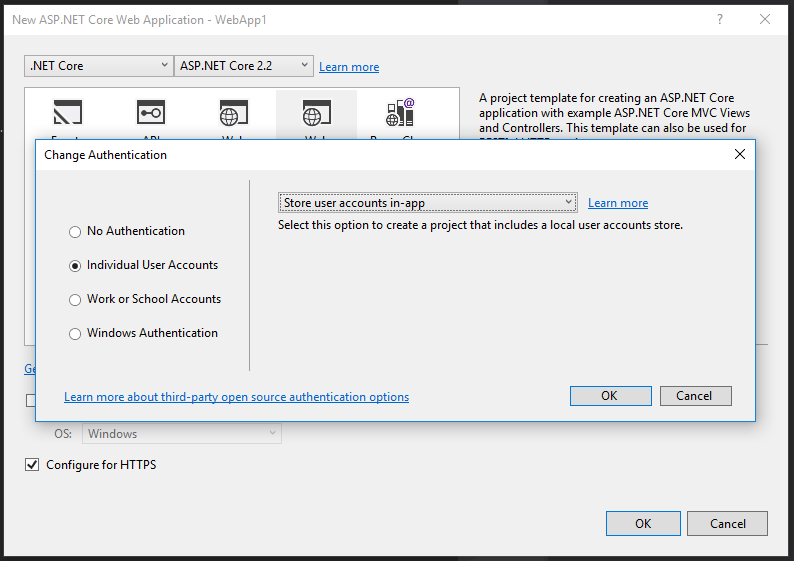 New ASP.NET Core Web Application - WebApp1
.NET Core
ASP.NET Core 2.2
Learn more
A project template for creating an ASP.NET Core
application with example ASP.NET Core MVC Views
and Controllers. This template can also be used for
Change Authentication
No Authentication
Individual User Accounts
Work or School Accounts
Windows Authentication
Store user accounts in-app
Learn more
Select this option to create a project that includes a local user accounts store.
Learn more about third-party open source authentication options
OK
Cancel
OS:
Windows
Configure for HTTPS
OK
Cancel